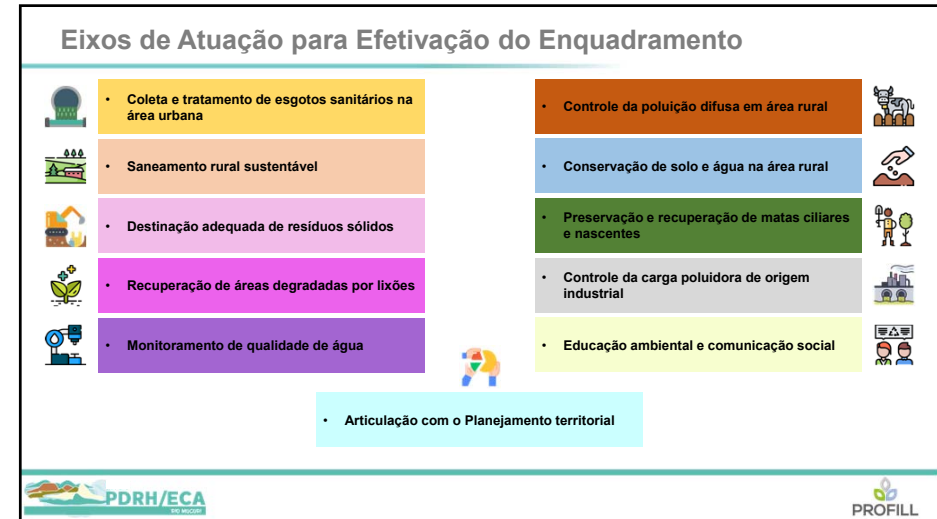 Eixos de Atuação para Efetivação do Enquadramento
• Coleta e tratamento de esgotos sanitários na
área urbana
• Saneamento rural sustentável
• Destinação adequada de resíduos sólidos
• Recuperação de áreas degradadas por lixões
• Monitoramento de qualidade de água
• Controle da poluição difusa em área rural
• Conservação de solo e água na área rural
• Preservação e recuperação de matas ciliares
e nascentes
• Controle da carga poluidora de origem
industrial
• Educação ambiental e comunicação social
• Articulação com o Planejamento territorial
PDRH/ECA
PROFILL